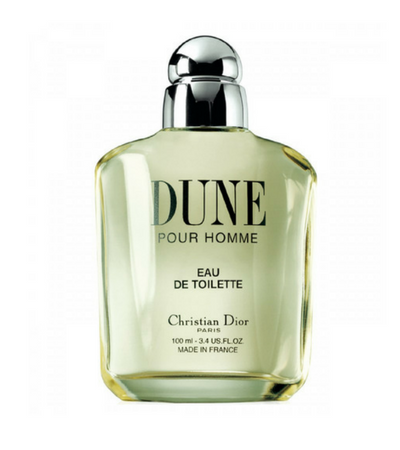 DUNE
POUR HOMME
EAU
DE TOILETTE
Christian Dior
PARIS
100 ml - 3.4 US.FL.OZ.
MADE IN FRANCE